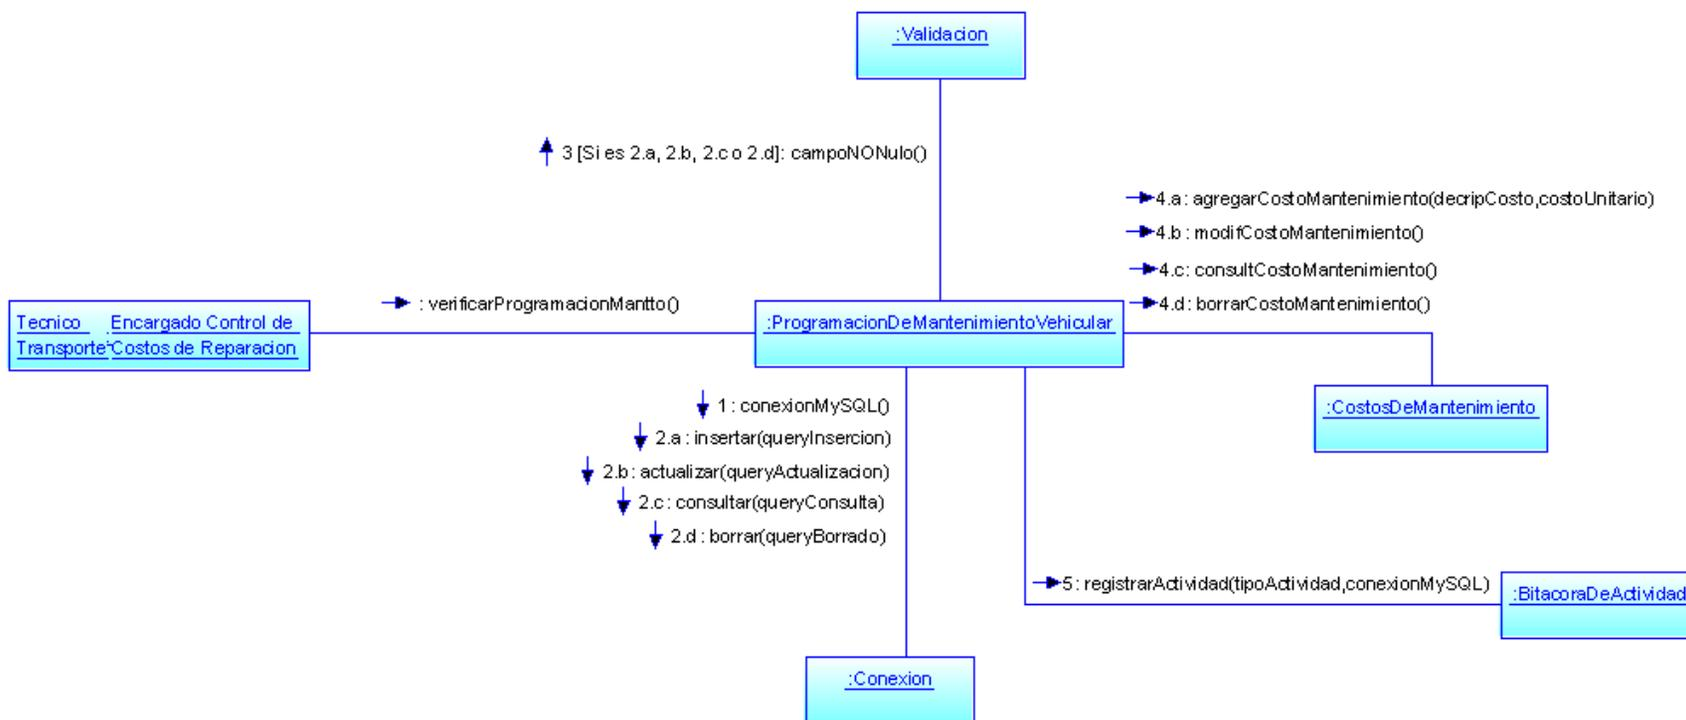 :Validacion
3 [Si es 2.a, 2.b, 2.c o 2.d]: campoNONulo()
4.a : agregarCostoMantenimiento(decripCosto,costoUnitario)
4.b : modifCostoMantenimiento()
4.c: consultCostoMantenimiento()
4.d : borrarCostoMantenimiento()
: verificarProgramacionMantto()
Tecnico :Encargado Control de
Transporte Costos de Reparacion
:ProgramacionDeMantenimientoVehicular
1 : conexionMySQL()
2.a : insertar(queryInsercion)
2.b : actualizar(queryActualizacion)
2.c : consultar(queryConsulta)
2.d : borrar(queryBorrado)
:CostosDeMantenimiento
5 : registrarActividad(tipoActividad,conexionMySQL)
:BitacoraDeActividad
:Conexion